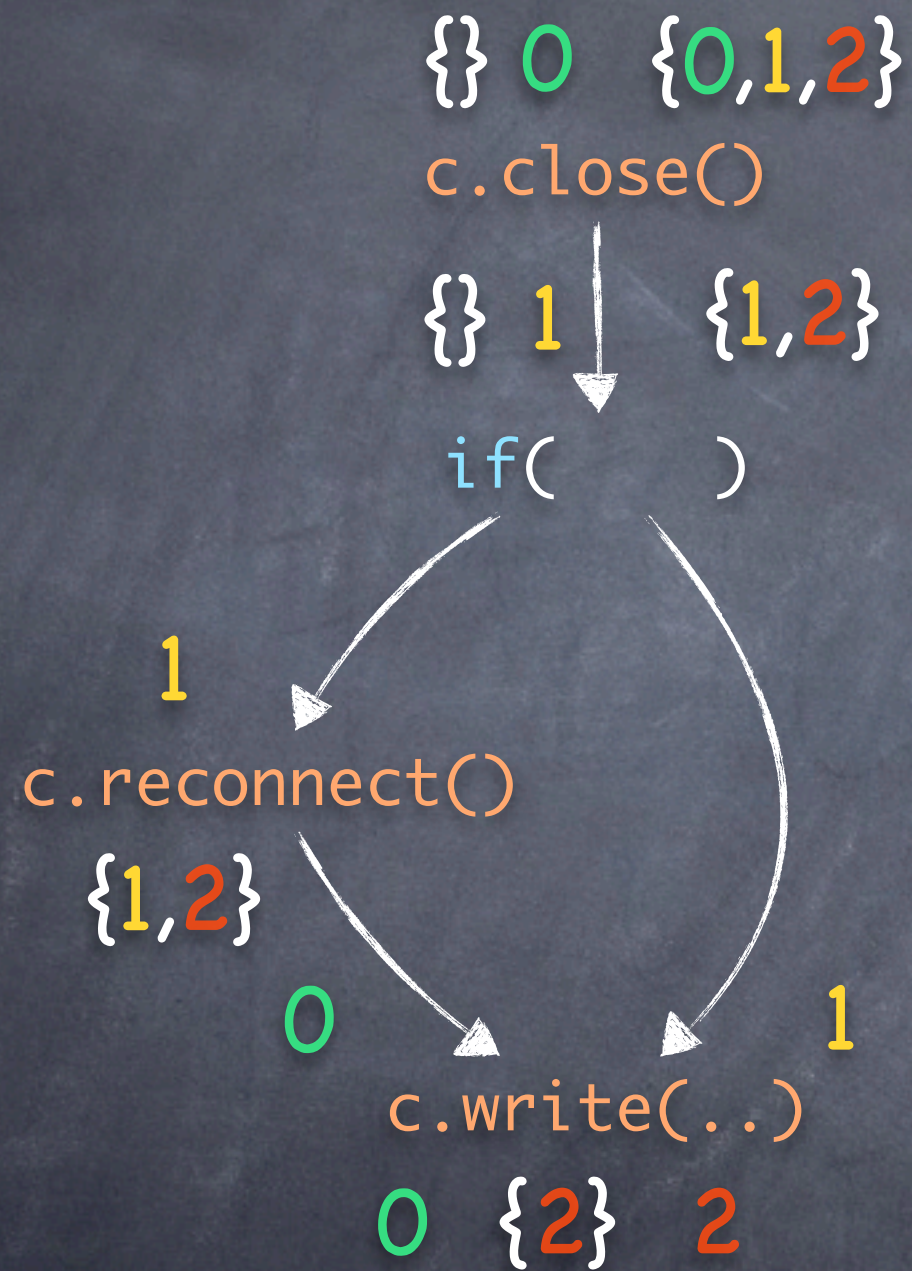 {} 0 {0,1,2}
c.close()
{} 1 {1,2}
if( )
1
c.reconnect()
{1,2}
0 1
c.write(..)
0 {2} 2